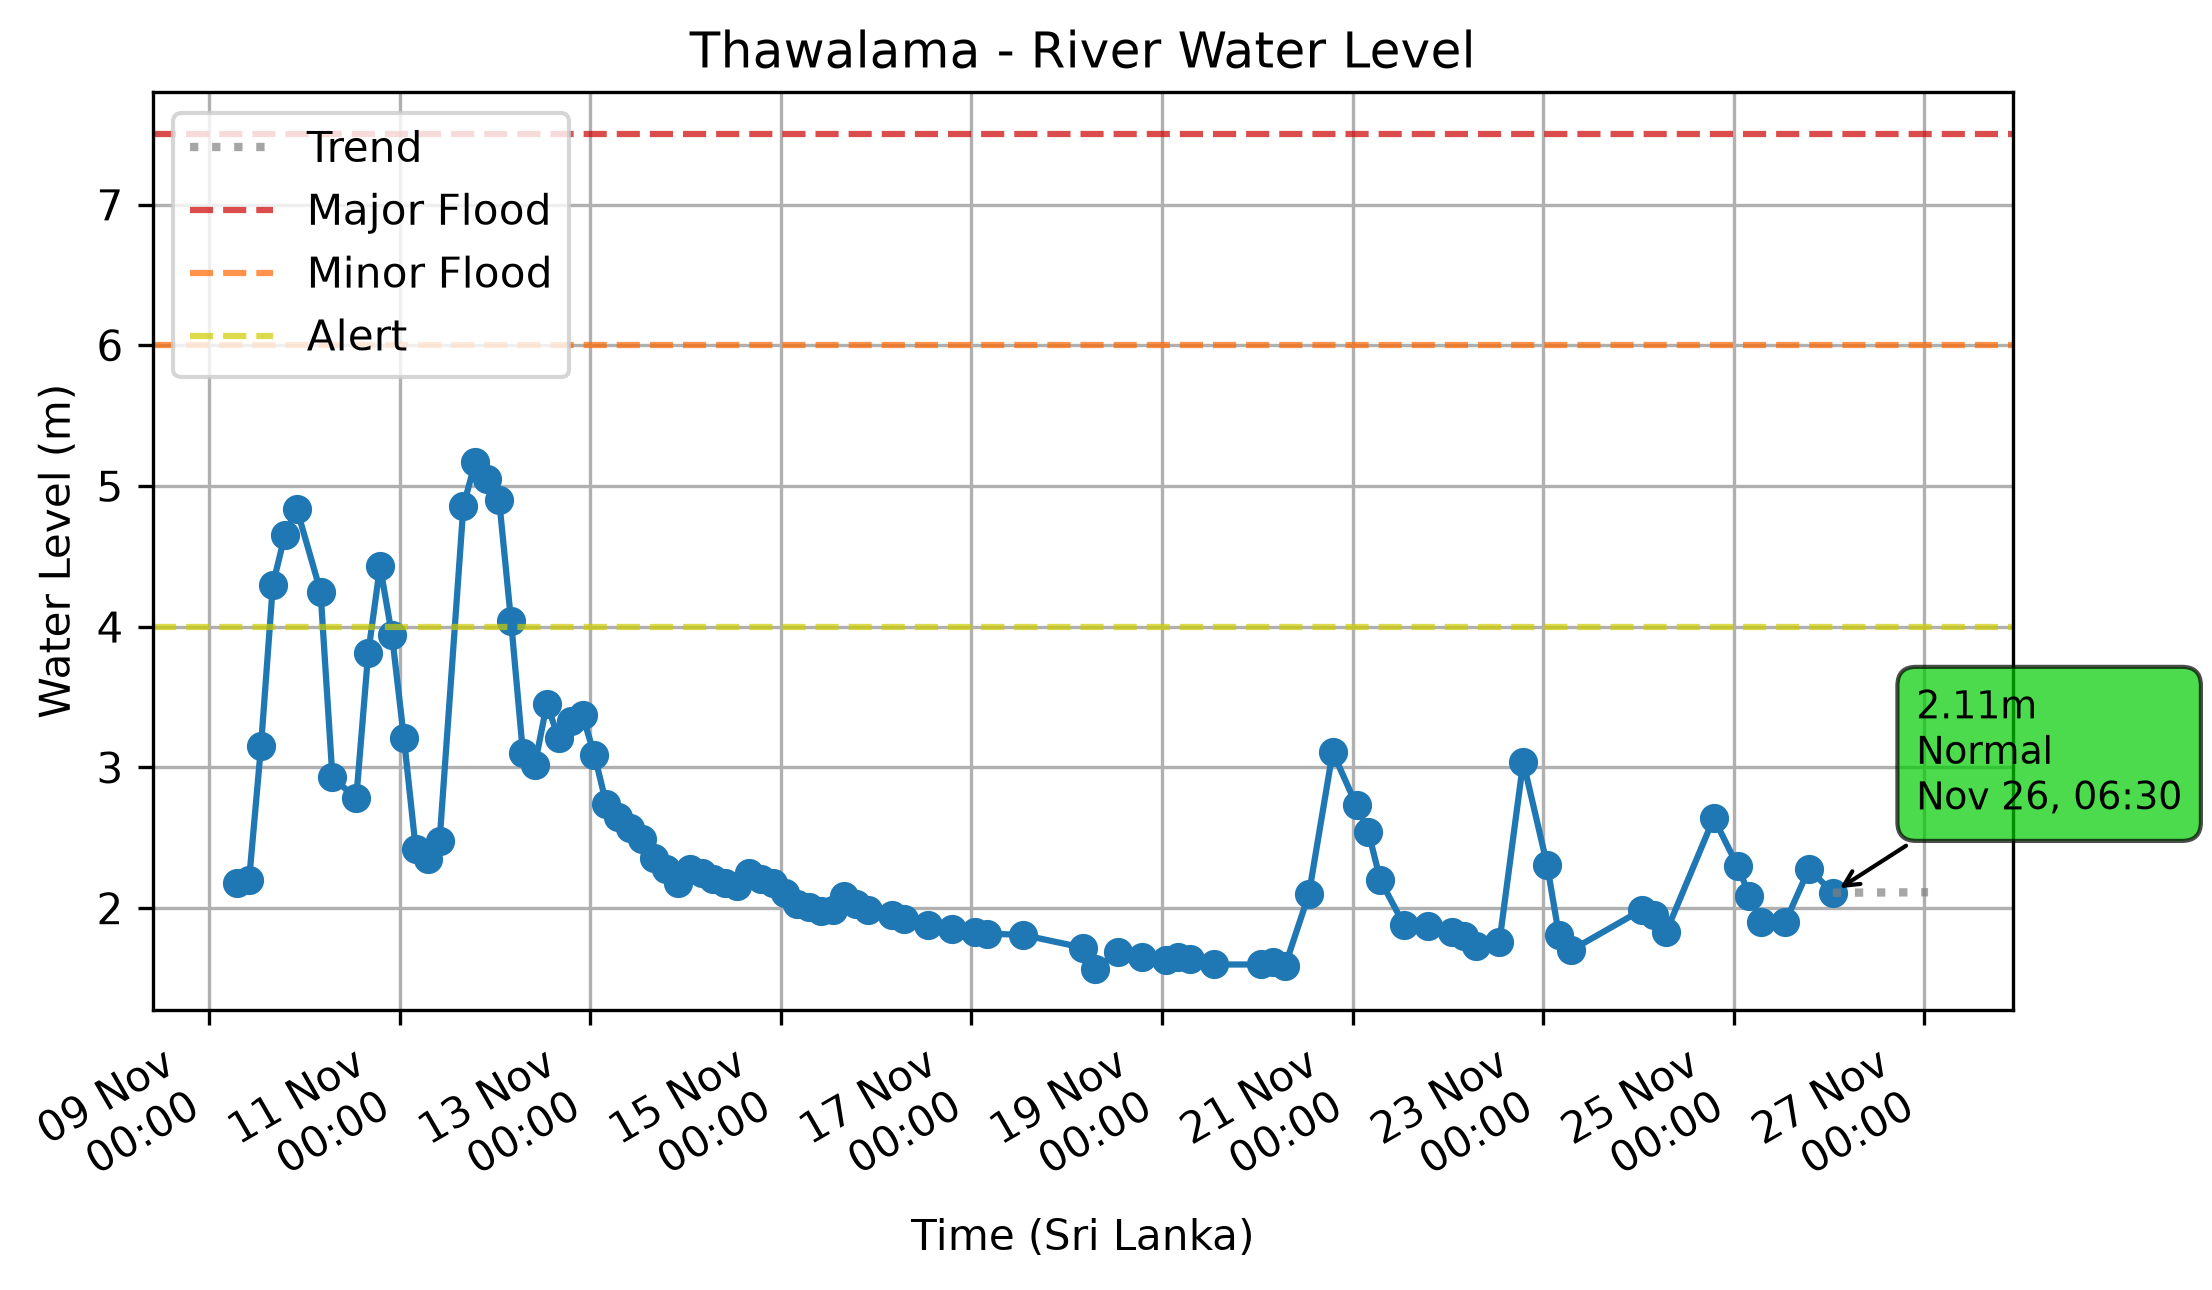 Thawalama - River Water Level
Trend
Major Flood
Minor Flood
Alert
Water Level (m)
7
6
5
4
3
2
2.11m
Normal
Nov 26, 06:30
09 Nov
00:00
11 Nov
00:00
13 Nov
00:00
15 Nov
00:00
17 Nov
00:00
19 Nov
00:00
21 Nov
00:00
23 Nov
00:00
25 Nov
00:00
27 Nov
00:00
Time (Sri Lanka)